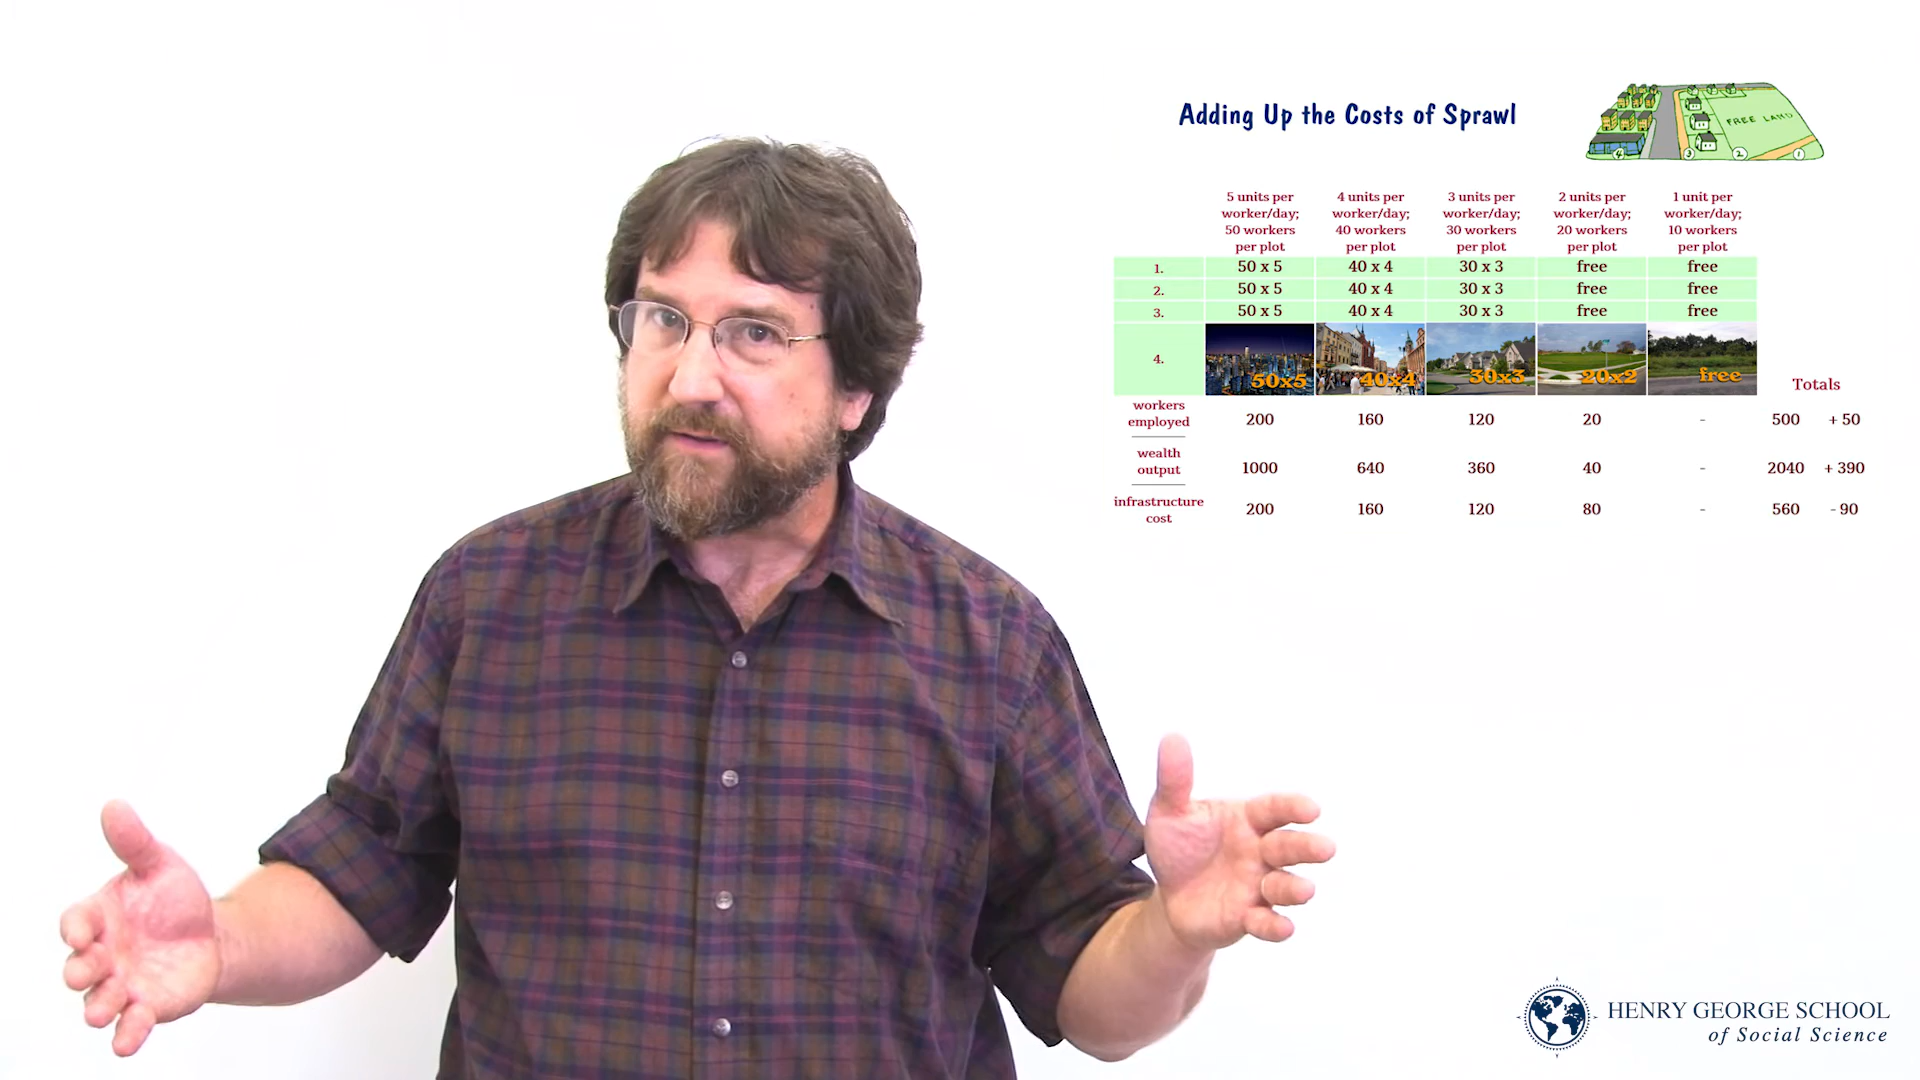 Adding Up the Costs of Sprawl
FREE LAND
4 3 2 1
5 units per worker/day; 50 workers per plot
4 units per worker/day; 40 workers per plot
3 units per worker/day; 30 workers per plot
2 units per worker/day; 20 workers per plot
1 unit per worker/day; 10 workers per plot
1. 50 x 5 40 x 4 30 x 3 free free
2. 50 x 5 40 x 4 30 x 3 free free
3. 50 x 5 40 x 4 30 x 3 free free
4. 50x5 40x4 30x3 20x2 free
Totals
workers employed 200 160 120 20 - 500 + 50
wealth output 1000 640 360 40 - 2040 + 390
infrastructure cost 200 160 120 80 - 560 - 90
HENRY GEORGE SCHOOL
of Social Science